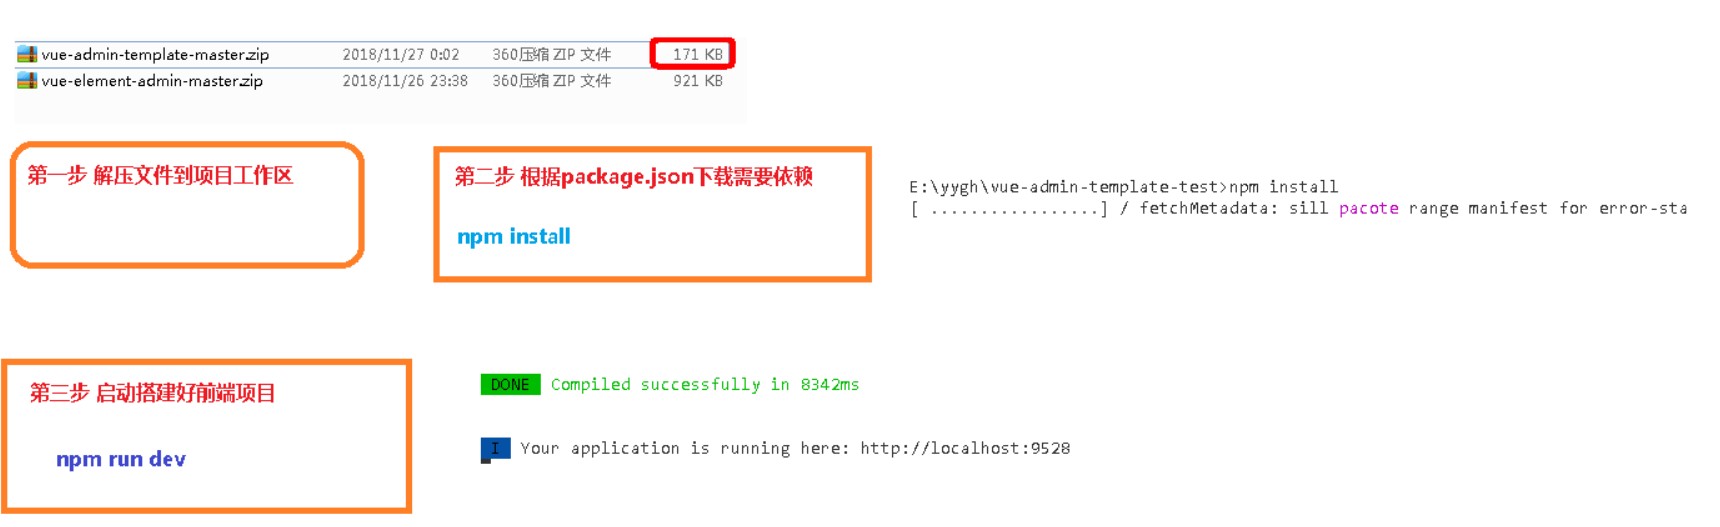 vue-admin-template-master.zip 2018/11/27 0:02 360压缩 ZIP 文件 171 KB
vue-element-admin-master.zip 2018/11/26 23:38 360压缩 ZIP 文件 921 KB
第一步 解压文件到项目工作区
第二步 根据package.json下载需要依赖
npm install
E:\yygh\vue-admin-template-test>npm install
[ .................] / fetchMetadata: sill pacote range manifest for error-sta
第三步 启动搭建好前端项目
npm run dev
DONE Compiled successfully in 8342ms
I Your application is running here: http://localhost:9528